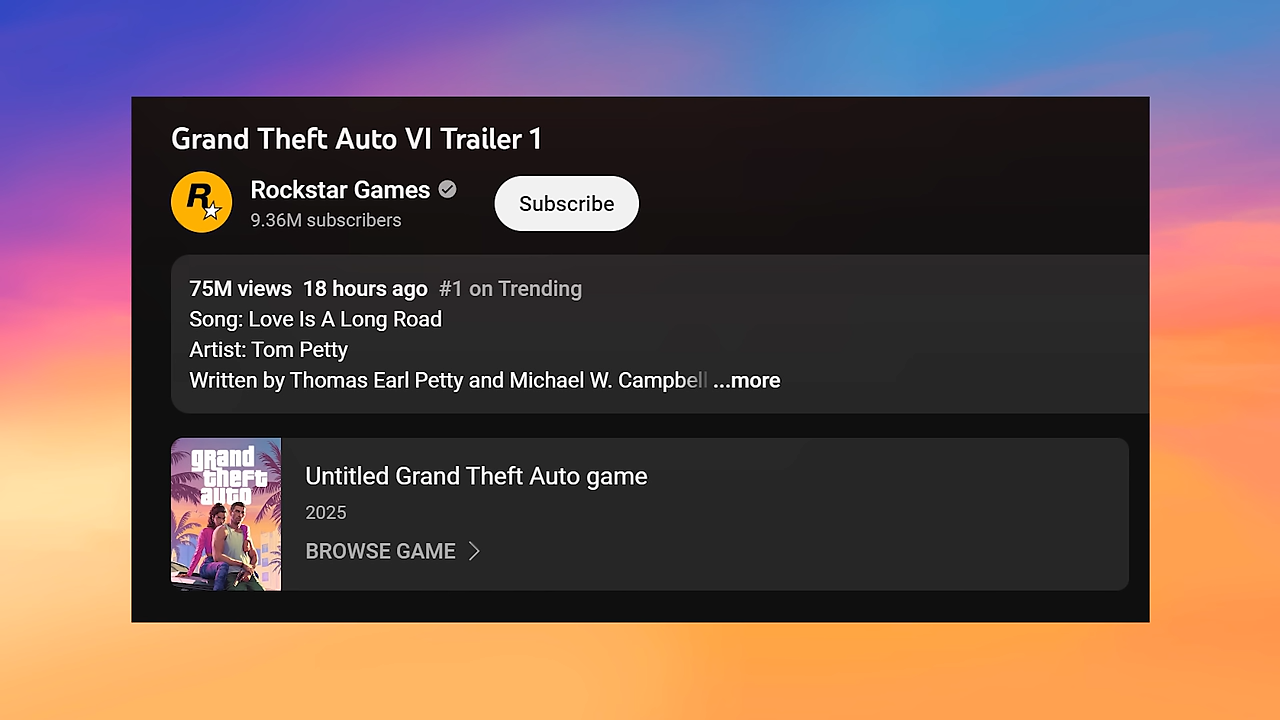 Grand Theft Auto VI Trailer 1
R
Rockstar Games
9.36M subscribers
Subscribe
75M views 18 hours ago #1 on Trending
Song: Love Is A Long Road
Artist: Tom Petty
Written by Thomas Earl Petty and Michael W. Campbell ...more
grand
theft
auto
Untitled Grand Theft Auto game
2025
BROWSE GAME